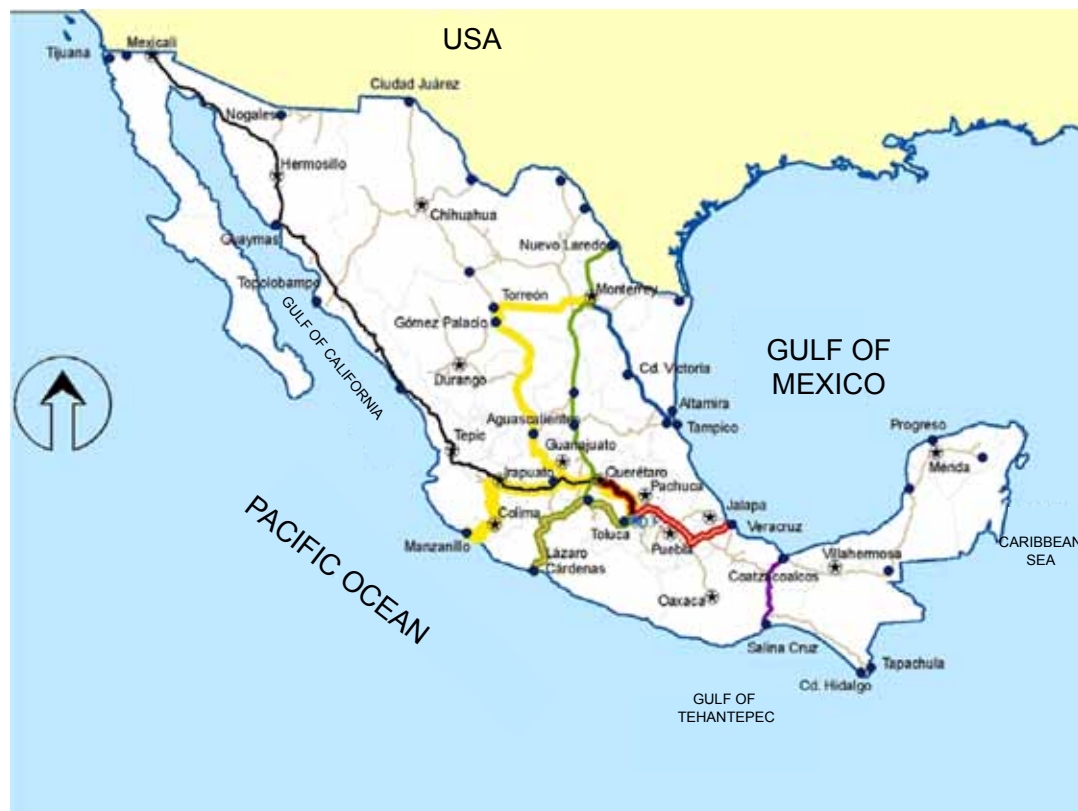 USA
Mexicali
Tijuana
Ciudad Juárez
Nogales
Hermosillo
Chihuahua
Guaymas
Nuevo Laredo
Topolobampo
Monterrey
Torreón
Gómez Palacio
GULF OF CALIFORNIA
GULF OF
MEXICO
Durango
Cd. Victoria
Altamira
Aguascalientes
Tampico
Progreso
Tepic
Guanajuato
Mérida
Irapuato
Querétaro
Pachuca
Colima
Jalapa
Toluca
D.F.
Veracruz
Manzanillo
Puebla
CARIBBEAN
SEA
Lázaro
Cárdenas
Villahermosa
Coatzacoalcos
PACIFIC OCEAN
Oaxaca
Salina Cruz
Tapachula
Cd. Hidalgo
GULF OF
TEHANTEPEC